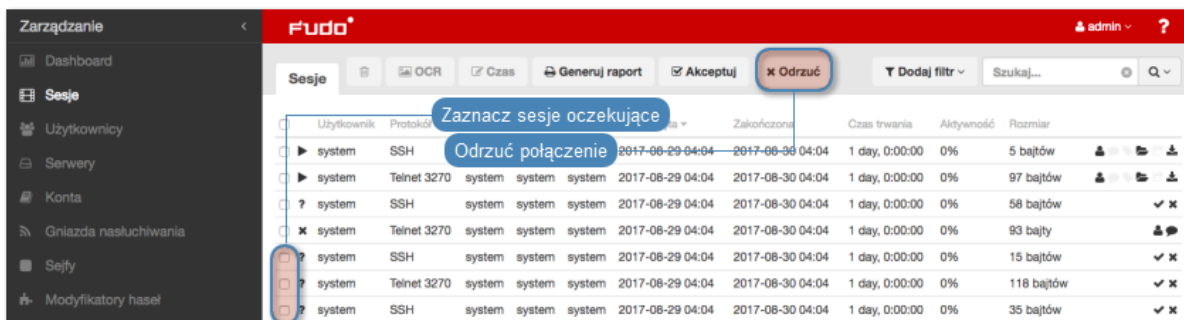 Zarządzanie
FUDO
admin
?
Dashboard
Sesje
Użytkownicy
Serwery
Konta
Gniazda nasłuchiwania
Sejfy
Modyfikatory haseł
Sesje OCR Czas Generuj raport Akceptuj Odrzuć Dodaj filtr Szukaj...
Zaznacz sesje oczekujące
Odrzuć połączenie
Użytkownik Protokół Zakończona Czas trwania Aktywność Rozmiar
system SSH 2017-08-29 04:04 2017-08-30 04:04 1 day, 0:00:00 0% 5 bajtów
system Telnet 3270 system system system 2017-08-29 04:04 2017-08-30 04:04 1 day, 0:00:00 0% 97 bajtów
? system SSH system system system 2017-08-29 04:04 2017-08-30 04:04 1 day, 0:00:00 0% 58 bajtów
system Telnet 3270 system system system 2017-08-29 04:04 2017-08-30 04:04 1 day, 0:00:00 0% 93 bajty
? system SSH system system system 2017-08-29 04:04 2017-08-30 04:04 1 day, 0:00:00 0% 15 bajtów
? system Telnet 3270 system system system 2017-08-29 04:04 2017-08-30 04:04 1 day, 0:00:00 0% 118 bajtów
? system SSH system system system 2017-08-29 04:04 2017-08-30 04:04 1 day, 0:00:00 0% 35 bajtów